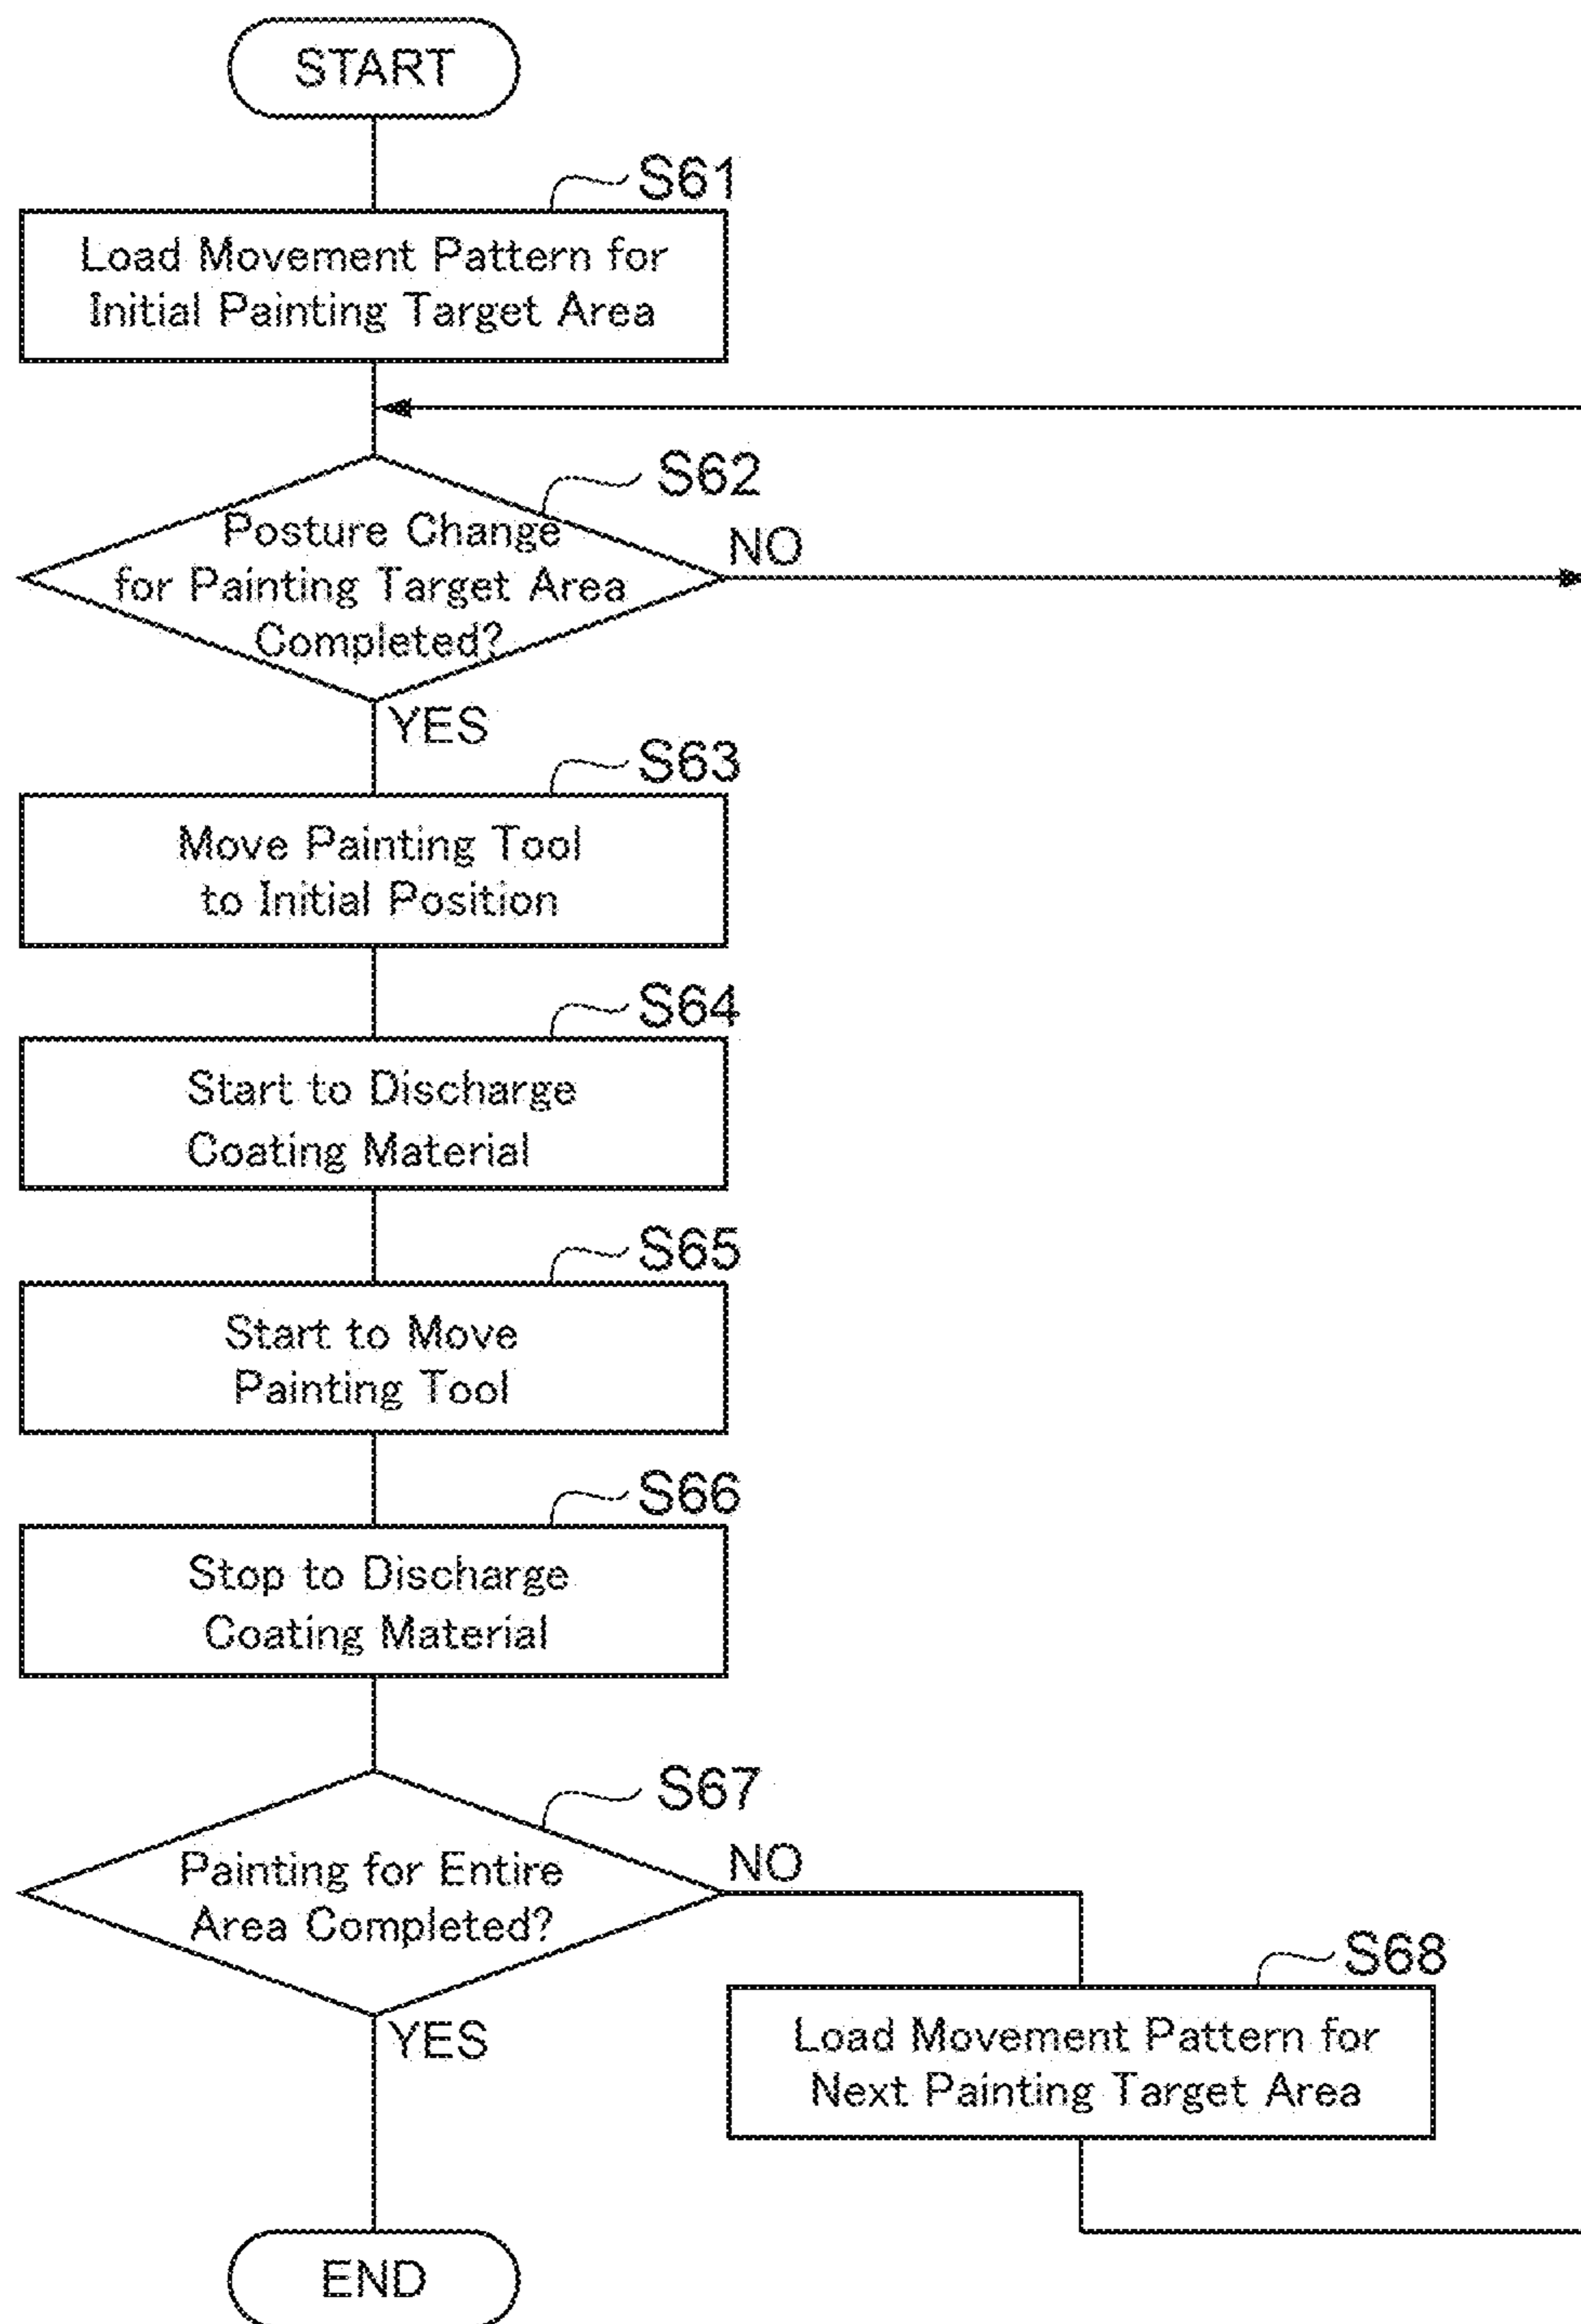 START
S61
Load Movement Pattern for
Initial Painting Target Area
S62
Posture Change
for Painting Target Area
Completed?
NO
YES
S63
Move Painting Tool
to Initial Position
S64
Start to Discharge
Coating Material
S65
Start to Move
Painting Tool
S66
Stop to Discharge
Coating Material
S67
Painting for Entire
Area Completed?
NO
YES
S68
Load Movement Pattern for
Next Painting Target Area
END